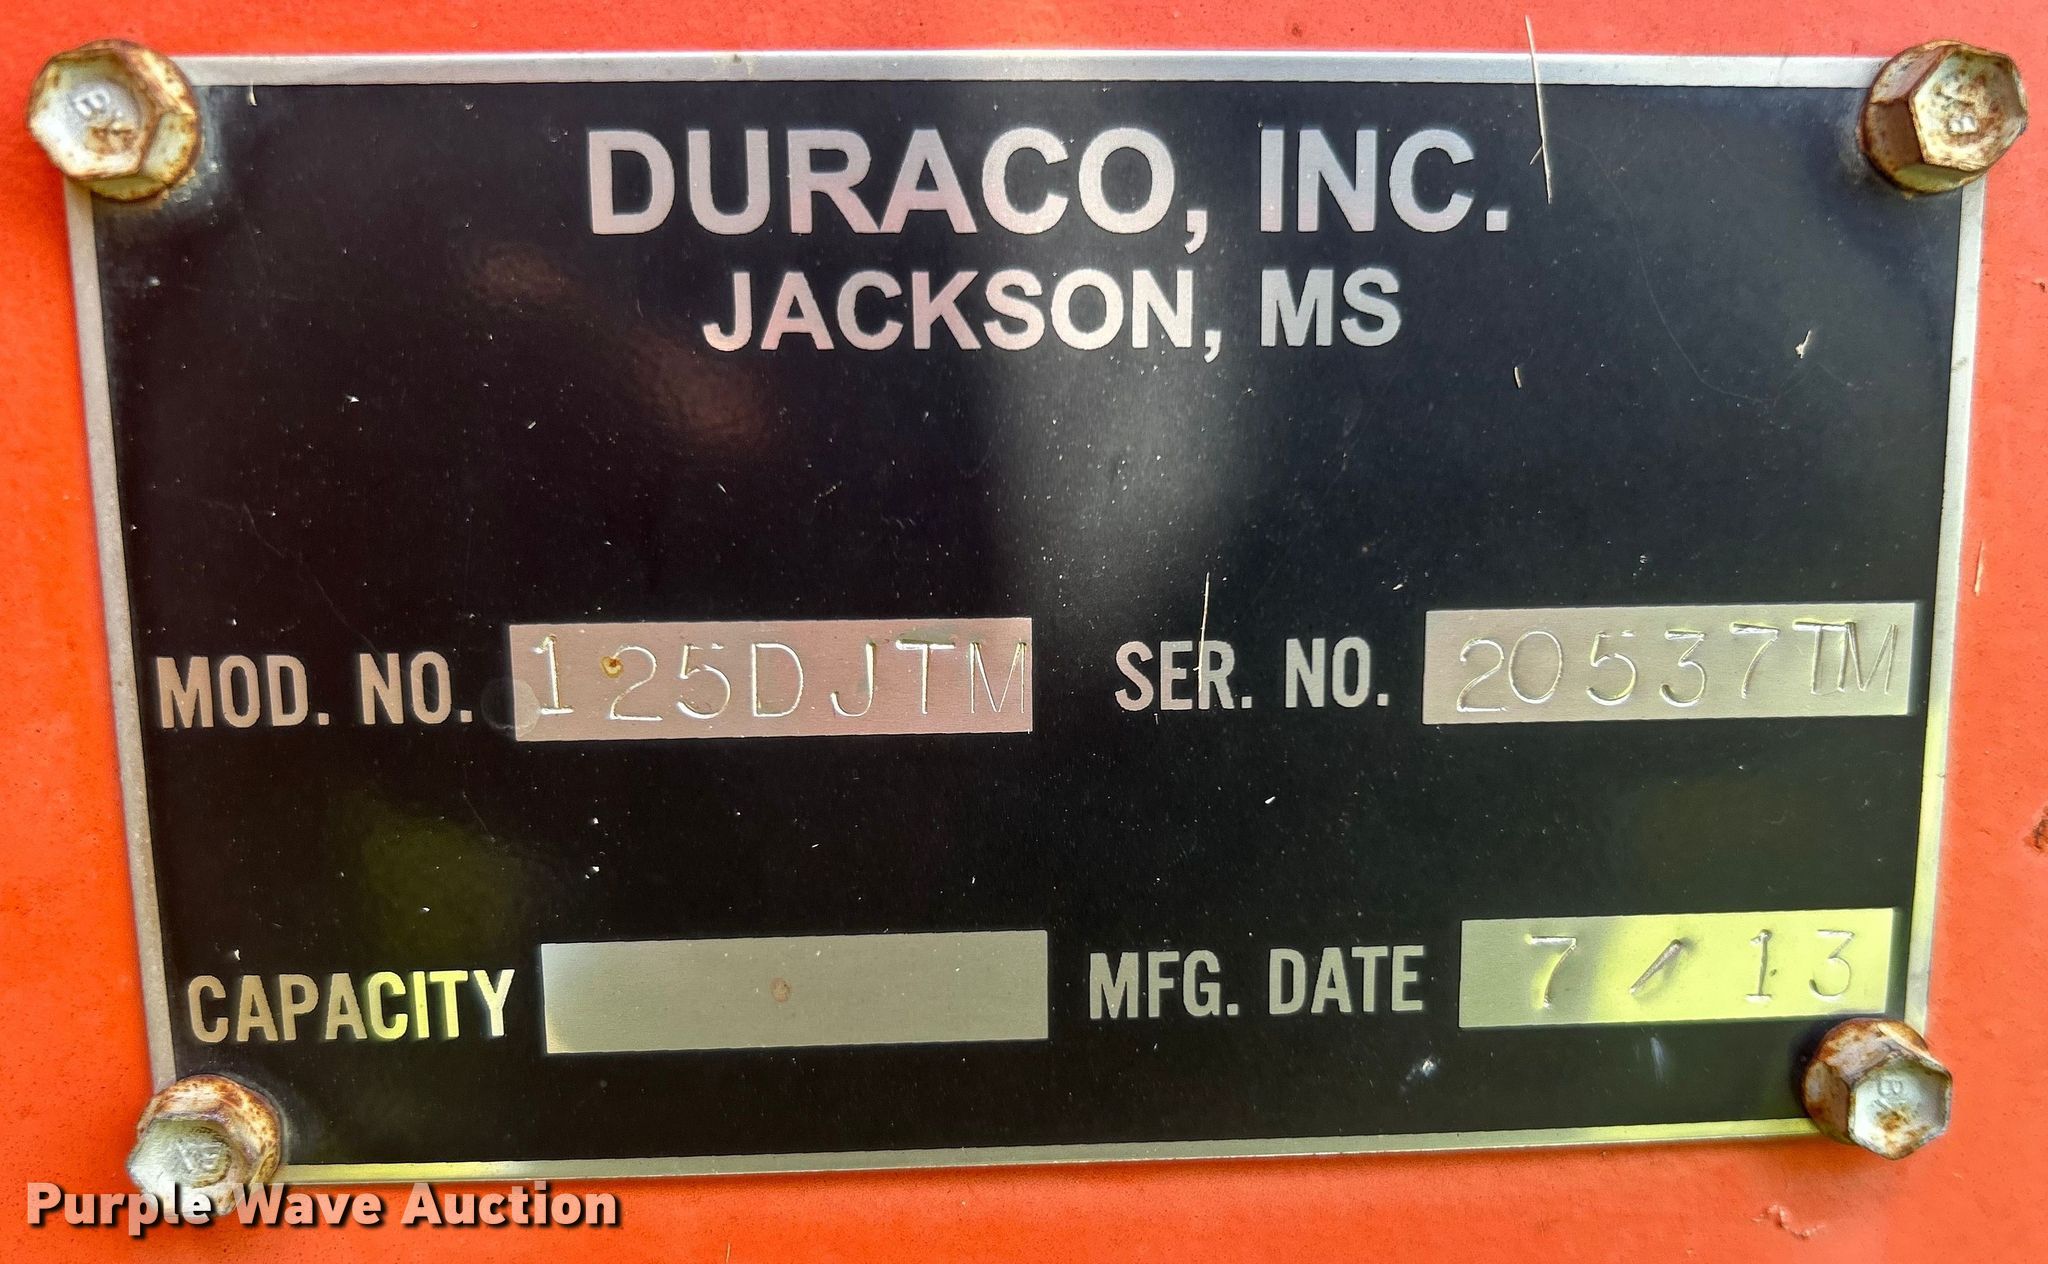 DURACO, INC.
JACKSON, MS
MOD. NO. 125DJTM SER. NO. 20537TM
CAPACITY MFG. DATE 7/13
Purple Wave Auction